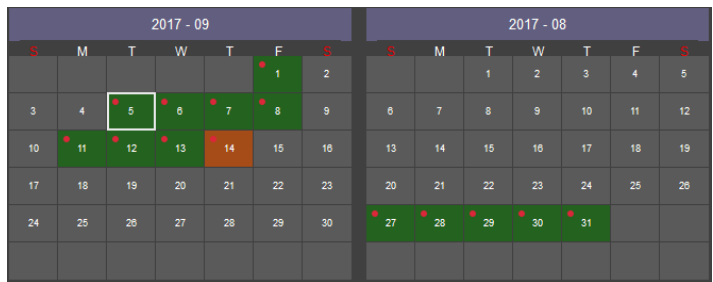 2017 - 09
S M T W T F S
1 2
3 4 5 6 7 8 9
10 11 12 13 14 15 16
17 18 19 20 21 22 23
24 25 26 27 28 29 30
2017 - 08
S M T W T F S
1 2 3 4 5
6 7 8 9 10 11 12
13 14 15 16 17 18 19
20 21 22 23 24 25 26
27 28 29 30 31